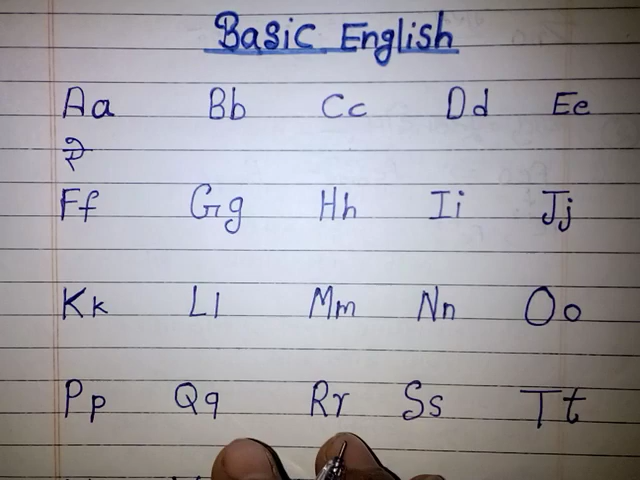 Basic English
Aa Bb Cc Dd Ee
Ff Gg Hh Ii Jj
Kk Ll Mm Nn Oo
Pp Qq Rr Ss Tt